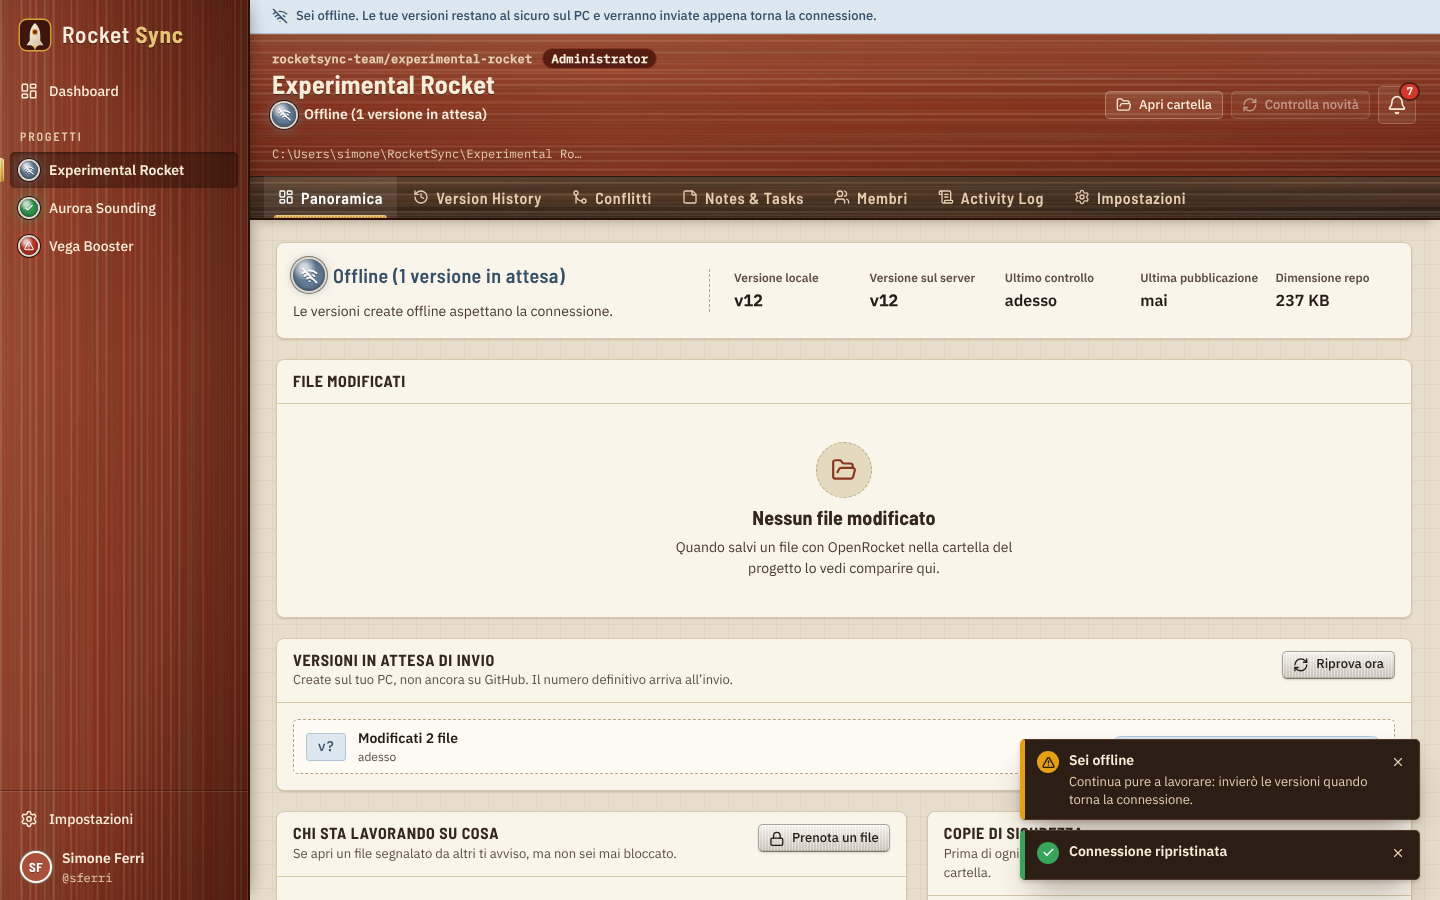 Rocket Sync
Dashboard
PROGETTI
Experimental Rocket
Aurora Sounding
Vega Booster
Impostazioni
SF
Simone Ferri
@sferri
Sei offline. Le tue versioni restano al sicuro sul PC e verranno inviate appena torna la connessione.
rocketsync-team/experimental-rocket Administrator
Experimental Rocket
Offline (1 versione in attesa)
C:\Users\simone\RocketSync\Experimental Ro…
Apri cartella
Controlla novità
7
Panoramica
Version History
Conflitti
Notes & Tasks
Membri
Activity Log
Impostazioni
Offline (1 versione in attesa)
Le versioni create offline aspettano la connessione.
Versione locale
v12
Versione sul server
v12
Ultimo controllo
adesso
Ultima pubblicazione
mai
Dimensione repo
237 KB
FILE MODIFICATI
Nessun file modificato
Quando salvi un file con OpenRocket nella cartella del
progetto lo vedi comparire qui.
VERSIONI IN ATTESA DI INVIO
Create sul tuo PC, non ancora su GitHub. Il numero definitivo arriva all'invio.
Riprova ora
v?
Modificati 2 file
adesso
CHI STA LAVORANDO SU COSA
Se apri un file segnalato da altri ti avviso, ma non sei mai bloccato.
Prenota un file
COPIE DI
Prima di ogni
cartella.
Sei offline
Continua pure a lavorare: invierò le versioni quando
torna la connessione.
Connessione ripristinata